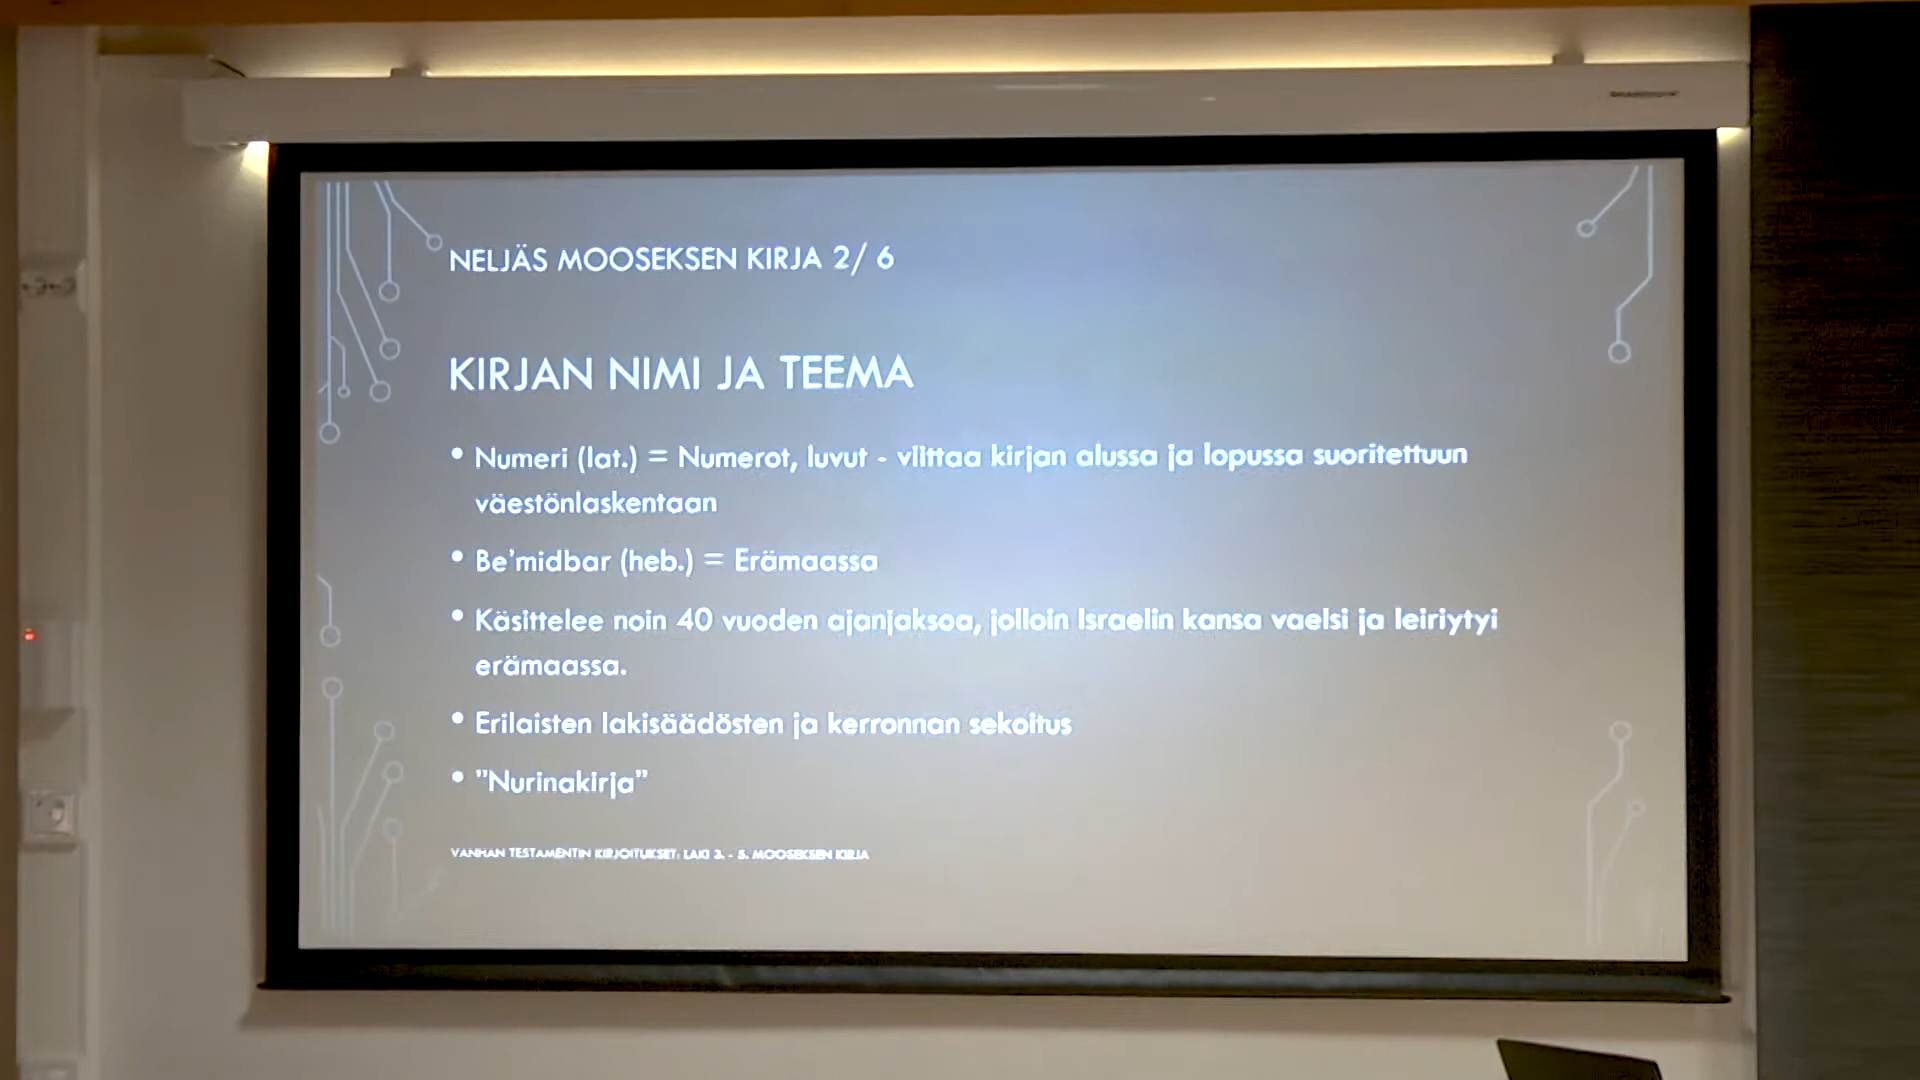 NELJÄS MOOSEKSEN KIRJA 2/ 6
KIRJAN NIMI JA TEEMA
• Numeri (lat.) = Numerot, luvut - viittaa kirjan alussa ja lopussa suoritettuun
väestönlaskentaan
• Be'midbar (heb.) = Erämaassa
• Käsittelee noin 40 vuoden ajanjaksoa, jolloin Israelin kansa vaelsi ja leiriytyi
erämaassa.
• Erilaisten lakisäädösten ja kerronnan sekoitus
• ”Nurinakirja”
VANHAN TESTAMENTIN KIRJOITUKSET: LAKI 3. - 5. MOOSEKSEN KIRJA